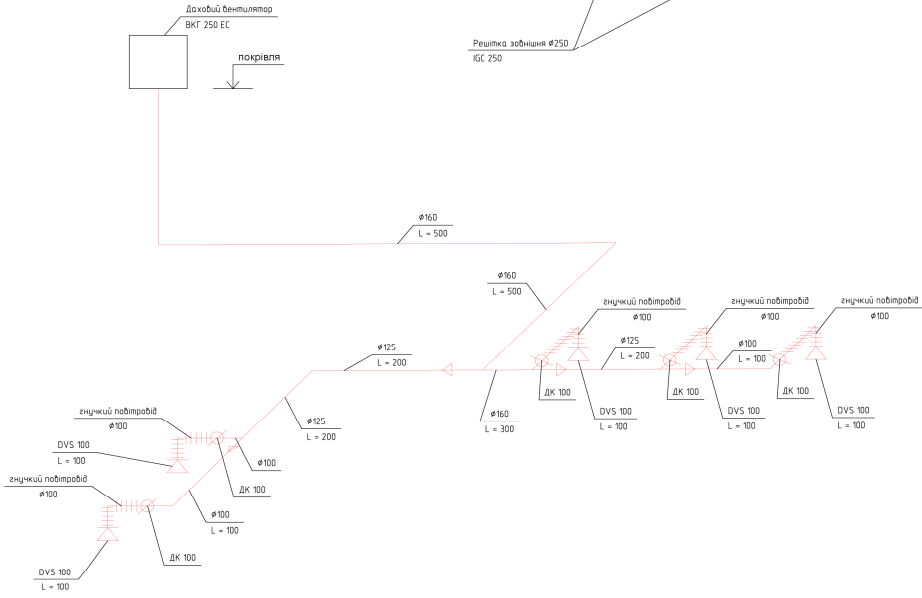 Даховий вентилятор
ВКГ 250 ЕС
покрівля
Решітка зовнішня ⌀250
IGC 250
⌀160
L = 500
⌀160
L = 500
гнучкий повітровід
⌀100
гнучкий повітровід
⌀100
гнучкий повітровід
⌀100
⌀125
L = 200
⌀125
L = 200
⌀100
L = 100
ДК 100
ДК 100
ДК 100
⌀160
L = 300
DVS 100
L = 100
DVS 100
L = 100
DVS 100
L = 100
гнучкий повітровід
⌀100
⌀125
L = 200
DVS 100
L = 100
⌀100
гнучкий повітровід
⌀100
ДК 100
⌀100
L = 100
ДК 100
DVS 100
L = 100